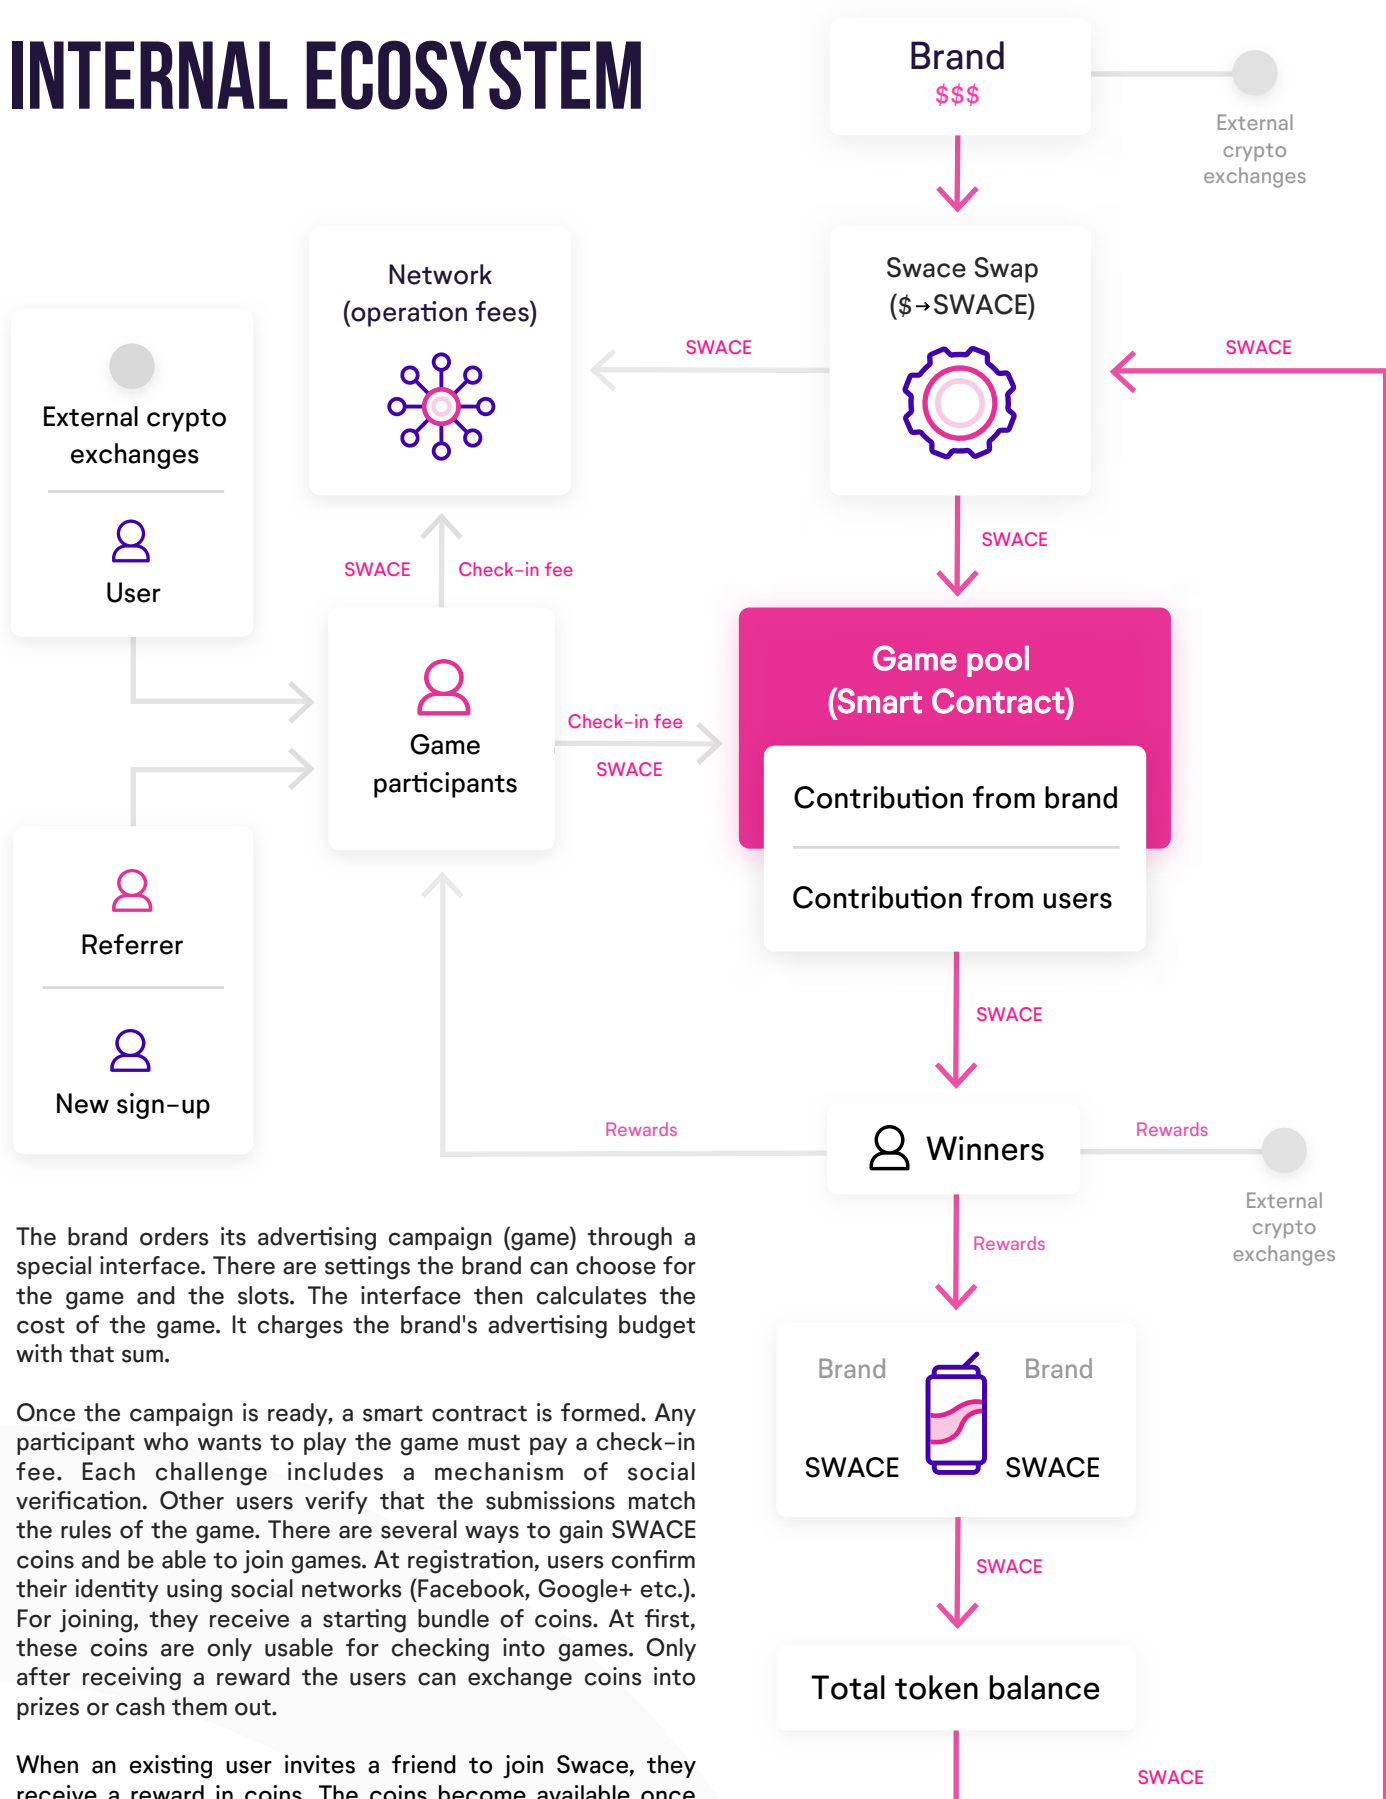 INTERNAL ECOSYSTEM
Brand
$$$
External
crypto
exchanges
Network
(operation fees)
Swace Swap
($→SWACE)
SWACE
SWACE
External crypto
exchanges
User
SWACE
SWACE
Check-in fee
Game pool
(Smart Contract)
Game
participants
Check-in fee
SWACE
Contribution from brand
Contribution from users
Referrer
New sign-up
SWACE
Rewards
Winners
Rewards
External
crypto
exchanges
Rewards
The brand orders its advertising campaign (game) through a
special interface. There are settings the brand can choose for
the game and the slots. The interface then calculates the
cost of the game. It charges the brand's advertising budget
with that sum.
Once the campaign is ready, a smart contract is formed. Any
participant who wants to play the game must pay a check-in
fee. Each challenge includes a mechanism of social
verification. Other users verify that the submissions match
the rules of the game. There are several ways to gain SWACE
coins and be able to join games. At registration, users confirm
their identity using social networks (Facebook, Google+ etc.).
For joining, they receive a starting bundle of coins. At first,
these coins are only usable for checking into games. Only
after receiving a reward the users can exchange coins into
prizes or cash them out.
When an existing user invites a friend to join Swace, they
receive a reward in coins. The coins become available once
Brand
Brand
SWACE
SWACE
SWACE
Total token balance
SWACE